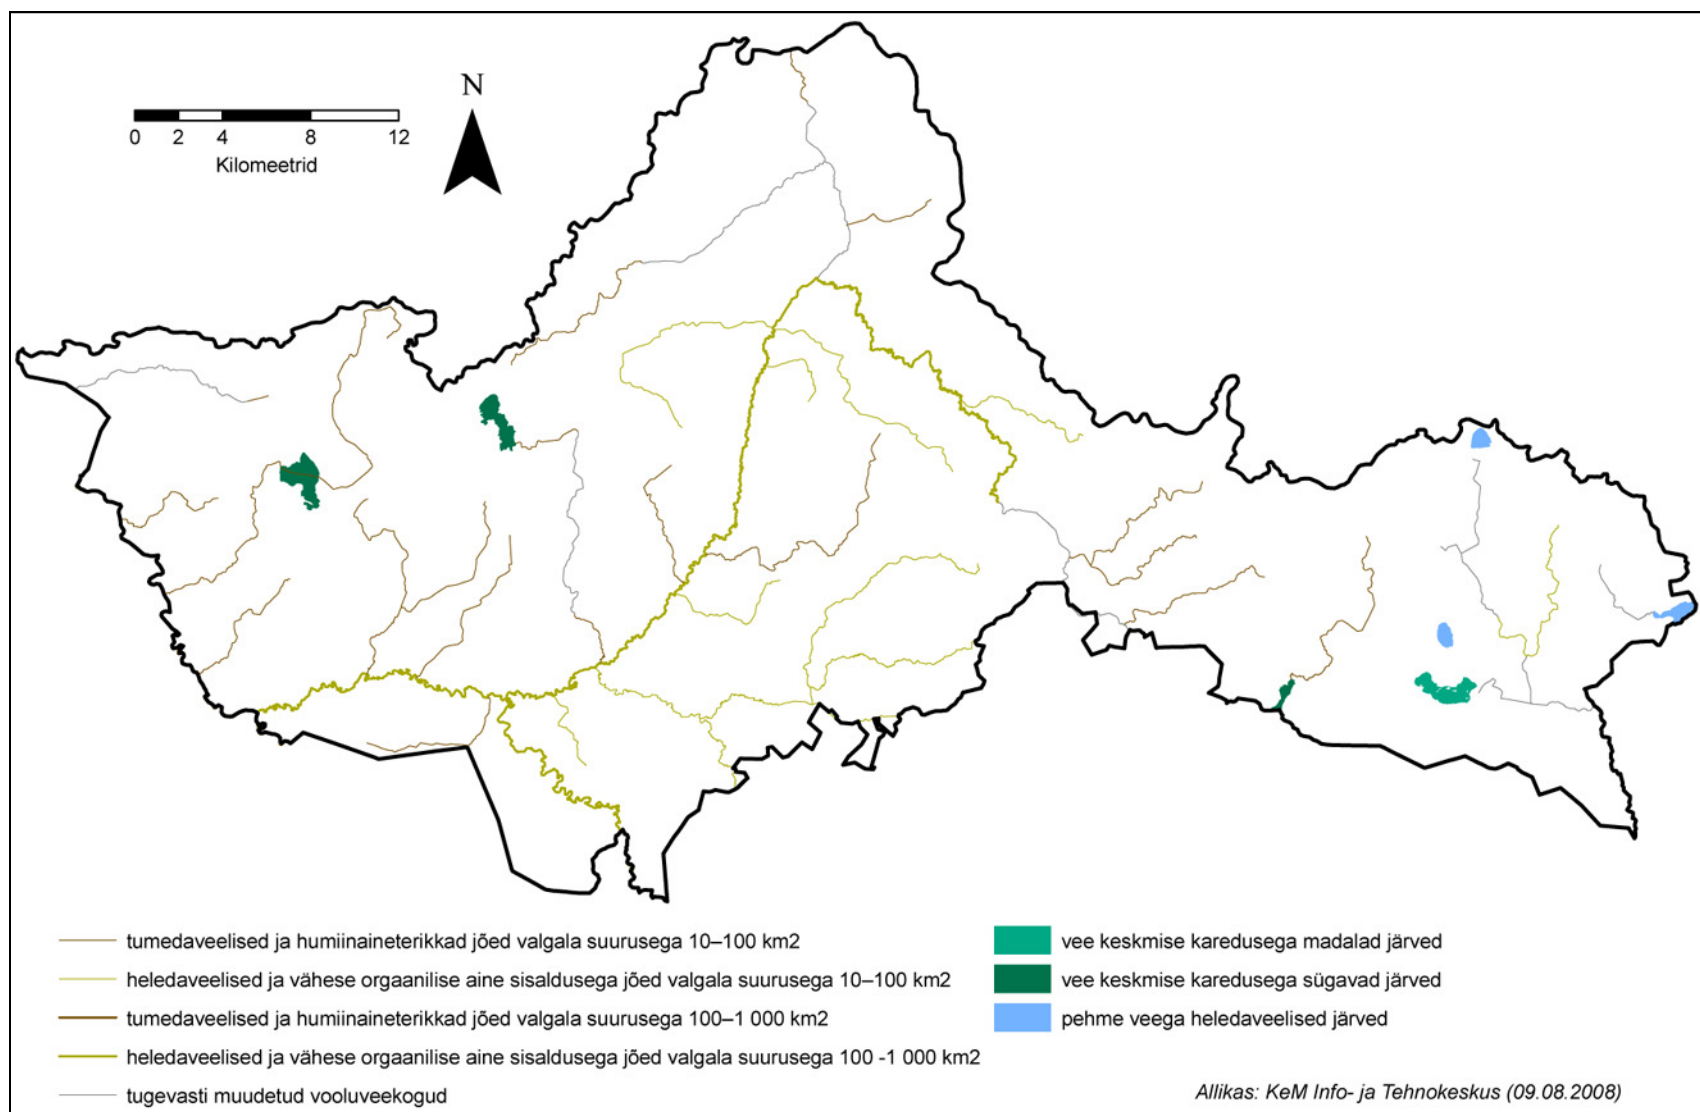 N
0 2 4 8 12
Kilomeetrid
tumedaveelised ja humiinaineterikkad jõed valgala suurusega 10–100 km2
heledaveelised ja vähese orgaanilise aine sisaldusega jõed valgala suurusega 10–100 km2
tumedaveelised ja humiinaineterikkad jõed valgala suurusega 100–1 000 km2
heledaveelised ja vähese orgaanilise aine sisaldusega jõed valgala suurusega 100 -1 000 km2
tugevasti muudetud vooluveekogud
vee keskmise karedusega madalad järved
vee keskmise karedusega sügavad järved
pehme veega heledaveelised järved
Allikas: KeM Info- ja Tehnokeskus (09.08.2008)